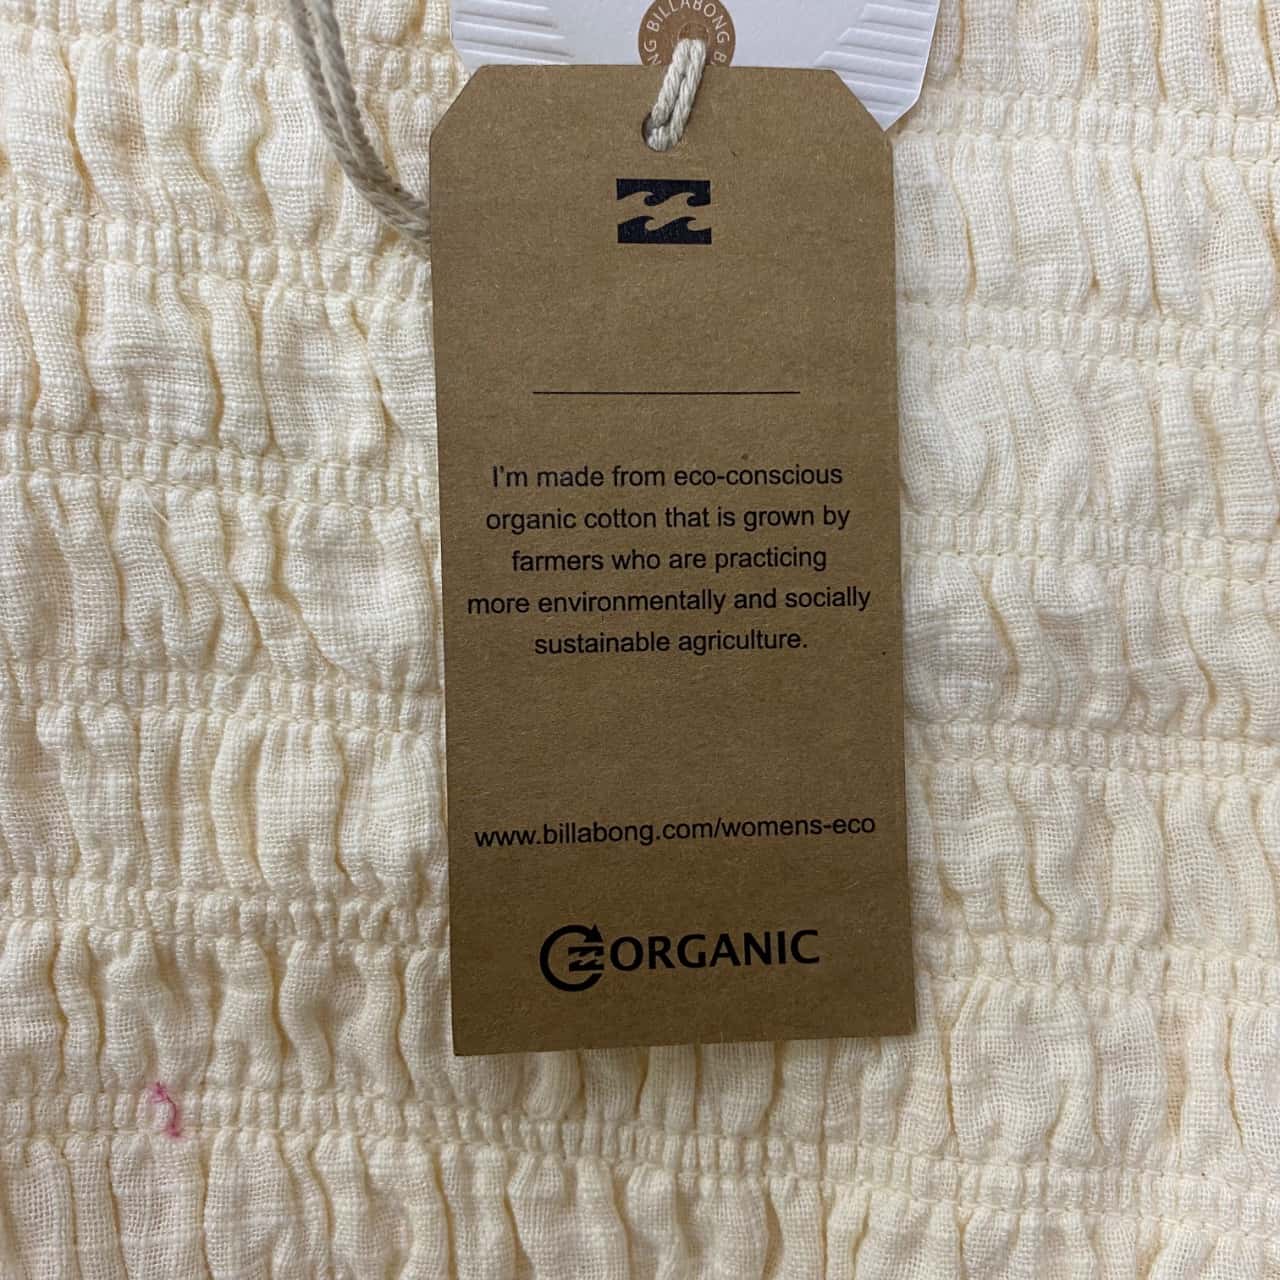 BILLABONG
I'm made from eco-conscious
organic cotton that is grown by
farmers who are practicing
more environmentally and socially
sustainable agriculture.
www.billabong.com/womens-eco
ORGANIC